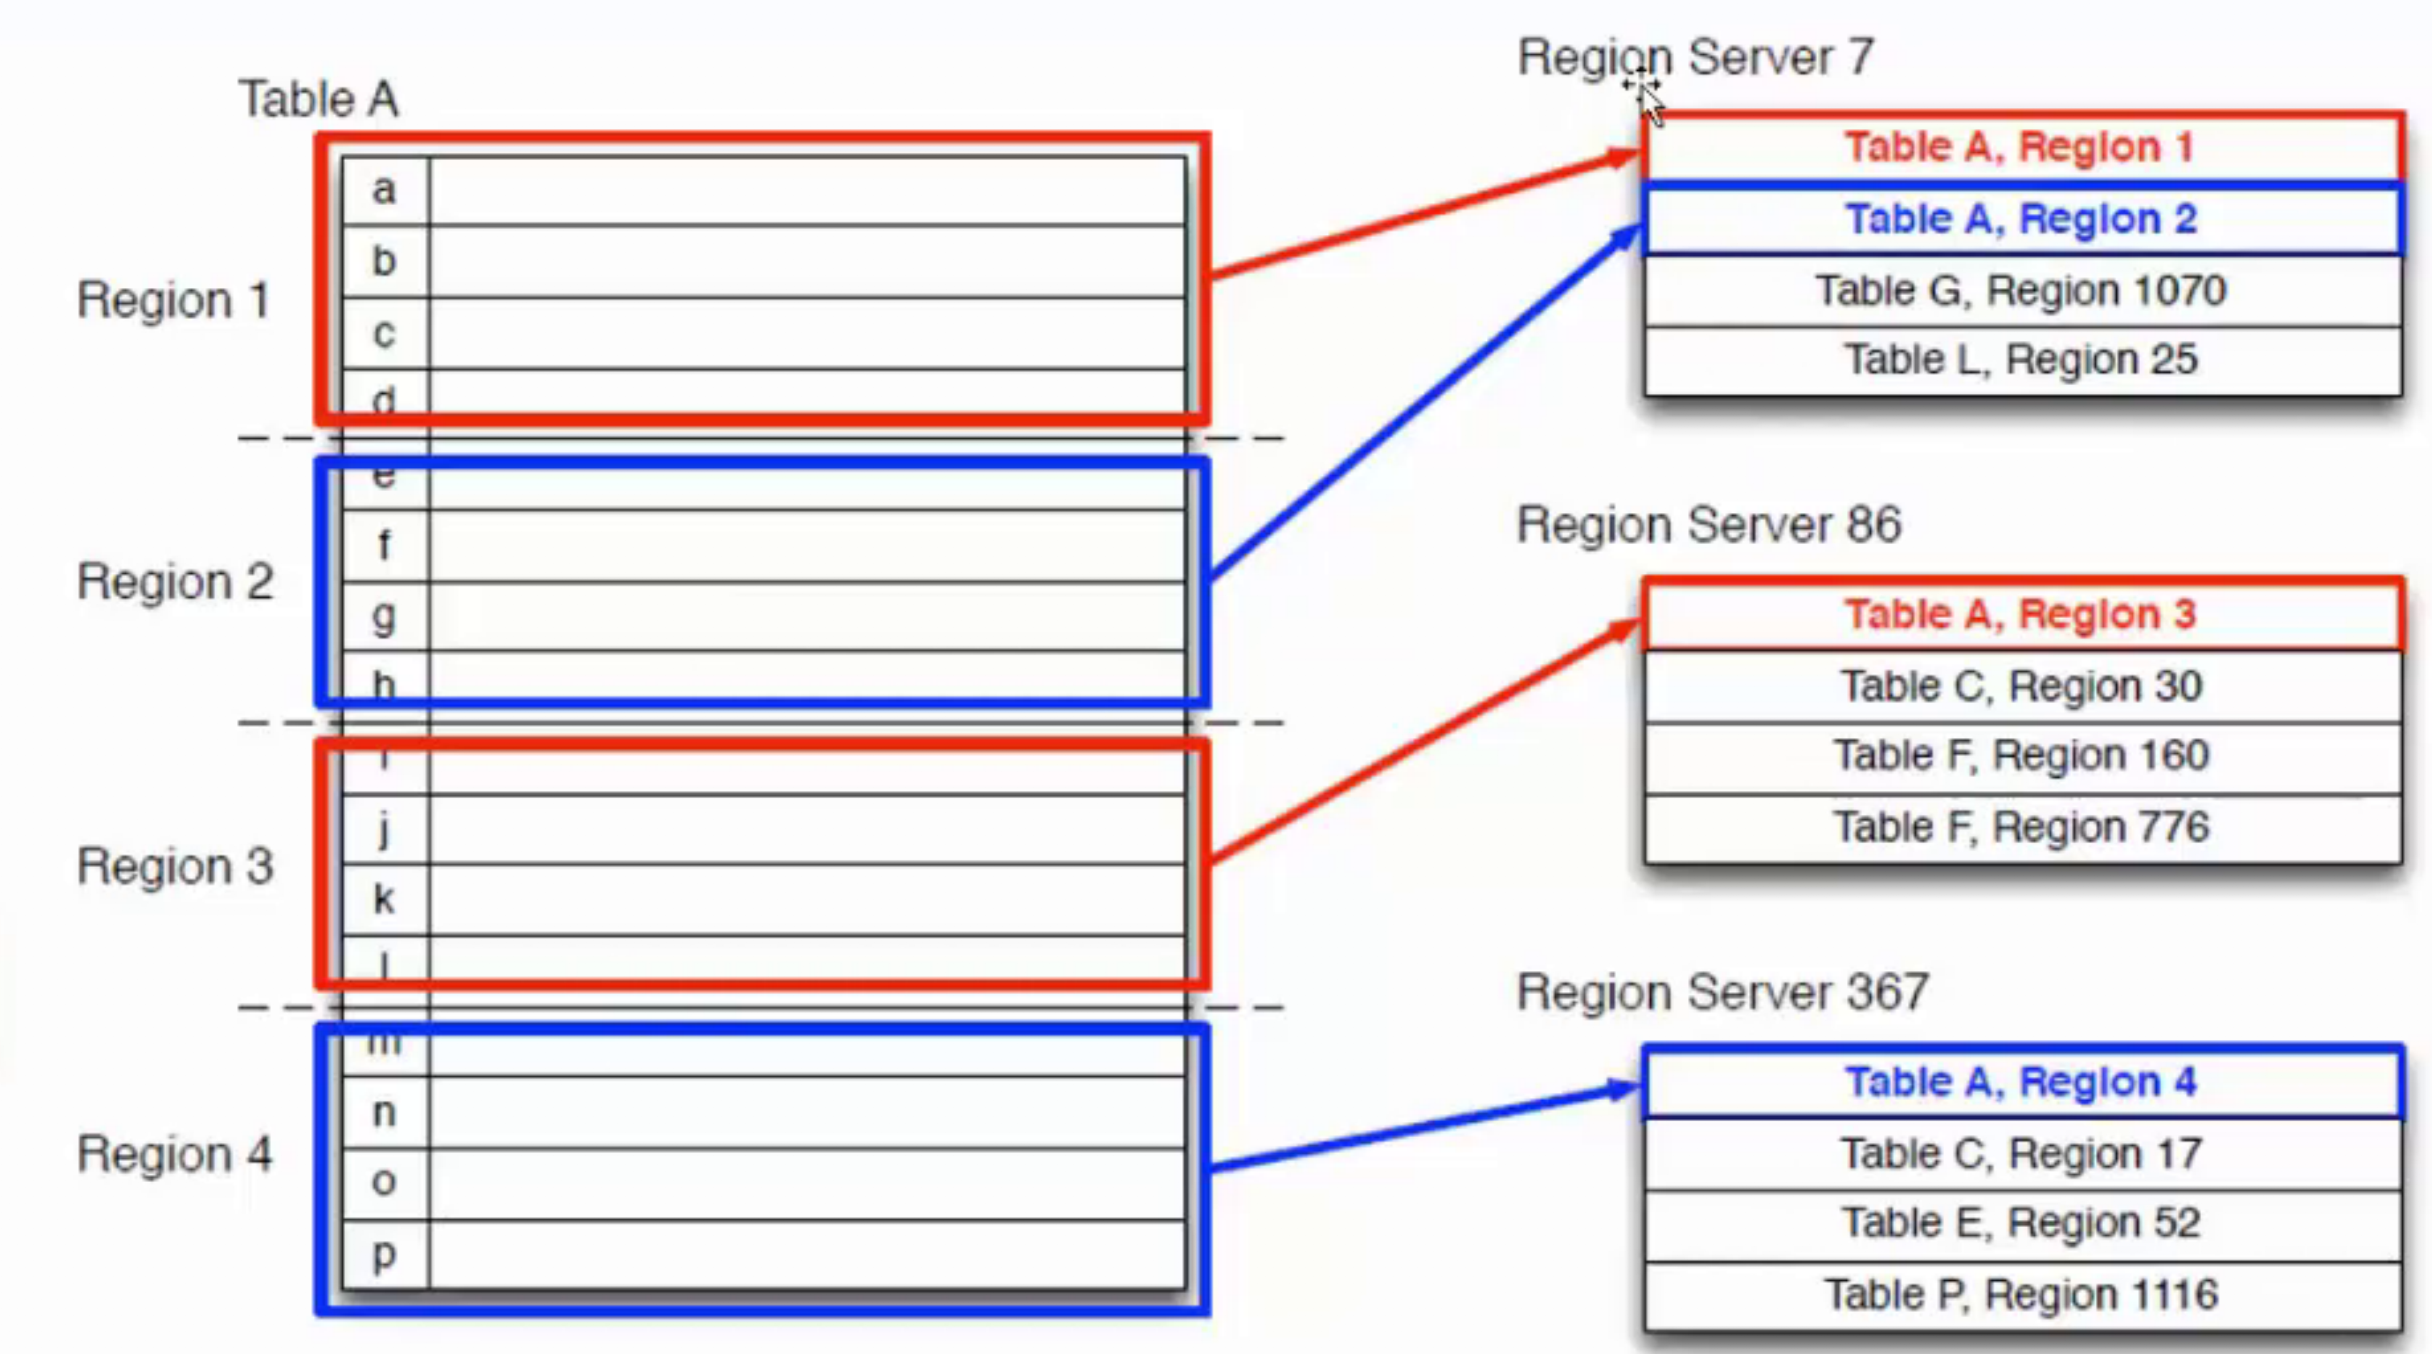 Table A
Region 1
a
b
c
d
Region 2
e
f
g
h
Region 3
j
k
l
Region 4
m
n
o
p
Region Server 7
Table A, Region 1
Table A, Region 2
Table G, Region 1070
Table L, Region 25
Region Server 86
Table A, Region 3
Table C, Region 30
Table F, Region 160
Table F, Region 776
Region Server 367
Table A, Region 4
Table C, Region 17
Table E, Region 52
Table P, Region 1116